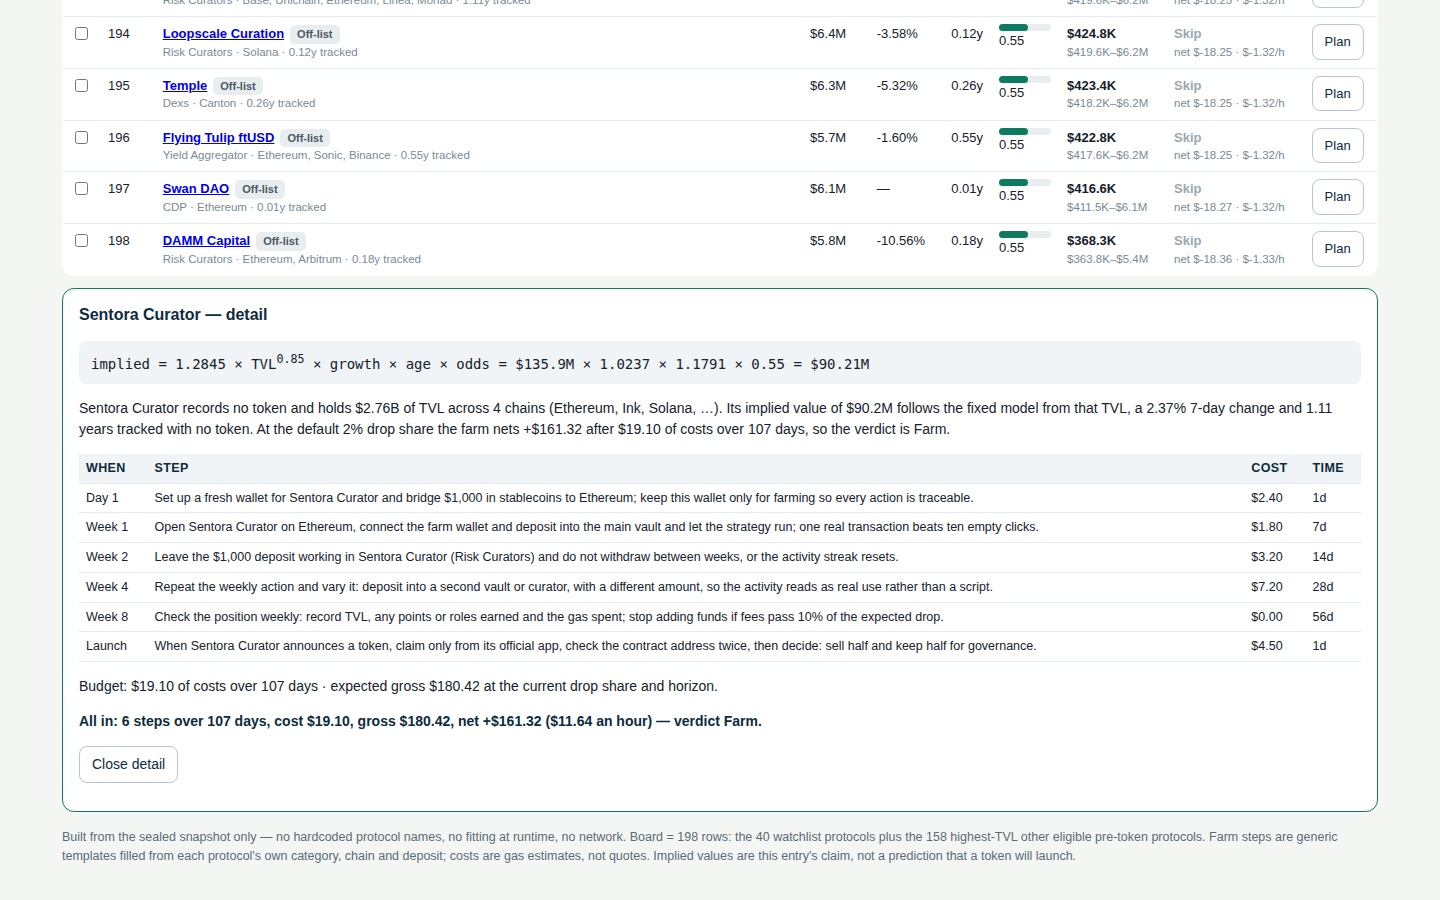 Risk Curators · Base, Unichain, Ethereum, Linea, Monad · 1.11y tracked $419.6K–$6.2M net $-18.25 · $-1.32/h
194 Loopscale Curation Off-list $6.4M -3.58% 0.12y $424.8K Skip Plan
Risk Curators · Solana · 0.12y tracked 0.55 $419.6K–$6.2M net $-18.25 · $-1.32/h
195 Temple Off-list $6.3M -5.32% 0.26y $423.4K Skip Plan
Dexs · Canton · 0.26y tracked 0.55 $418.2K–$6.2M net $-18.25 · $-1.32/h
196 Flying Tulip ftUSD Off-list $5.7M -1.60% 0.55y $422.8K Skip Plan
Yield Aggregator · Ethereum, Sonic, Binance · 0.55y tracked 0.55 $417.6K–$6.2M net $-18.25 · $-1.32/h
197 Swan DAO Off-list $6.1M — 0.01y $416.6K Skip Plan
CDP · Ethereum · 0.01y tracked 0.55 $411.5K–$6.1M net $-18.27 · $-1.32/h
198 DAMM Capital Off-list $5.8M -10.56% 0.18y $368.3K Skip Plan
Risk Curators · Ethereum, Arbitrum · 0.18y tracked 0.55 $363.8K–$5.4M net $-18.36 · $-1.33/h
Sentora Curator — detail
implied = 1.2845 × TVL0.85 × growth × age × odds = $135.9M × 1.0237 × 1.1791 × 0.55 = $90.21M
Sentora Curator records no token and holds $2.76B of TVL across 4 chains (Ethereum, Ink, Solana, …). Its implied value of $90.2M follows the fixed model from that TVL, a 2.37% 7-day change and 1.11
years tracked with no token. At the default 2% drop share the farm nets +$161.32 after $19.10 of costs over 107 days, so the verdict is Farm.
WHEN STEP COST TIME
Day 1 Set up a fresh wallet for Sentora Curator and bridge $1,000 in stablecoins to Ethereum; keep this wallet only for farming so every action is traceable. $2.40 1d
Week 1 Open Sentora Curator on Ethereum, connect the farm wallet and deposit into the main vault and let the strategy run; one real transaction beats ten empty clicks. $1.80 7d
Week 2 Leave the $1,000 deposit working in Sentora Curator (Risk Curators) and do not withdraw between weeks, or the activity streak resets. $3.20 14d
Week 4 Repeat the weekly action and vary it: deposit into a second vault or curator, with a different amount, so the activity reads as real use rather than a script. $7.20 28d
Week 8 Check the position weekly: record TVL, any points or roles earned and the gas spent; stop adding funds if fees pass 10% of the expected drop. $0.00 56d
Launch When Sentora Curator announces a token, claim only from its official app, check the contract address twice, then decide: sell half and keep half for governance. $4.50 1d
Budget: $19.10 of costs over 107 days · expected gross $180.42 at the current drop share and horizon.
All in: 6 steps over 107 days, cost $19.10, gross $180.42, net +$161.32 ($11.64 an hour) — verdict Farm.
Close detail
Built from the sealed snapshot only — no hardcoded protocol names, no fitting at runtime, no network. Board = 198 rows: the 40 watchlist protocols plus the 158 highest-TVL other eligible pre-token protocols. Farm steps are generic
templates filled from each protocol's own category, chain and deposit; costs are gas estimates, not quotes. Implied values are this entry's claim, not a prediction that a token will launch.